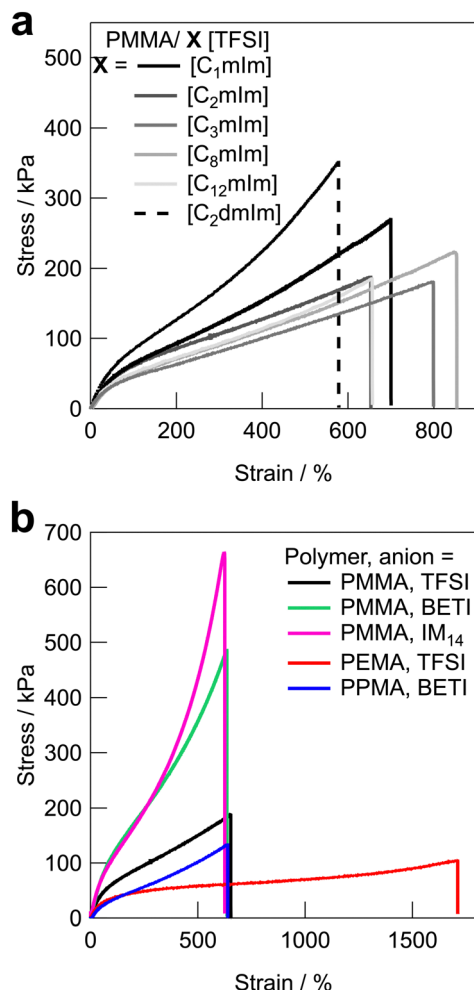 a
PMMA/ X [TFSI]
X = [C₁mIm]
[C₂mIm]
[C₃mIm]
[C₈mIm]
[C₁₂mIm]
[C₂dmIm]
500
400
300
200
100
0
Stress / kPa
0 200 400 600 800
Strain / %
b
Polymer, anion =
PMMA, TFSI
PMMA, BETI
PMMA, IM₁₄
PEMA, TFSI
PPMA, BETI
700
600
500
400
300
200
100
0
Stress / kPa
0 500 1000 1500
Strain / %